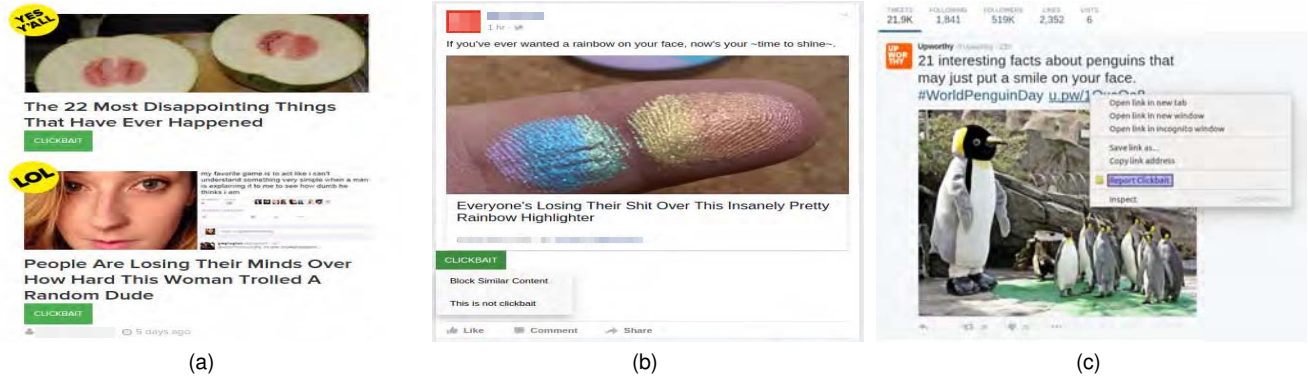 YES
Y'ALL
The 22 Most Disappointing Things
That Have Ever Happened
CLICKBAIT
LOL
my favorite game is to act like i can't
understand something very simple when a man
is explaining it to me to see how dumb he
thinks i am
People Are Losing Their Minds Over
How Hard This Woman Trolled A
Random Dude
CLICKBAIT
5 days ago
(a)
1 hr
If you've ever wanted a rainbow on your face, now's your ~time to shine~.
Everyone's Losing Their Shit Over This Insanely Pretty
Rainbow Highlighter
CLICKBAIT
Block Similar Content
This is not clickbait
Like Comment Share
(b)
TWEETS FOLLOWING FOLLOWERS LIKES LISTS
21.9K 1,841 519K 2,352 6
UP
WOR
THY
Upworthy
21 interesting facts about penguins that
may just put a smile on your face.
#WorldPenguinDay
Open link in new tab
Open link in new window
Open link in incognito window
Save link as...
Copy link address
Report Clickbait
Inspect
(c)